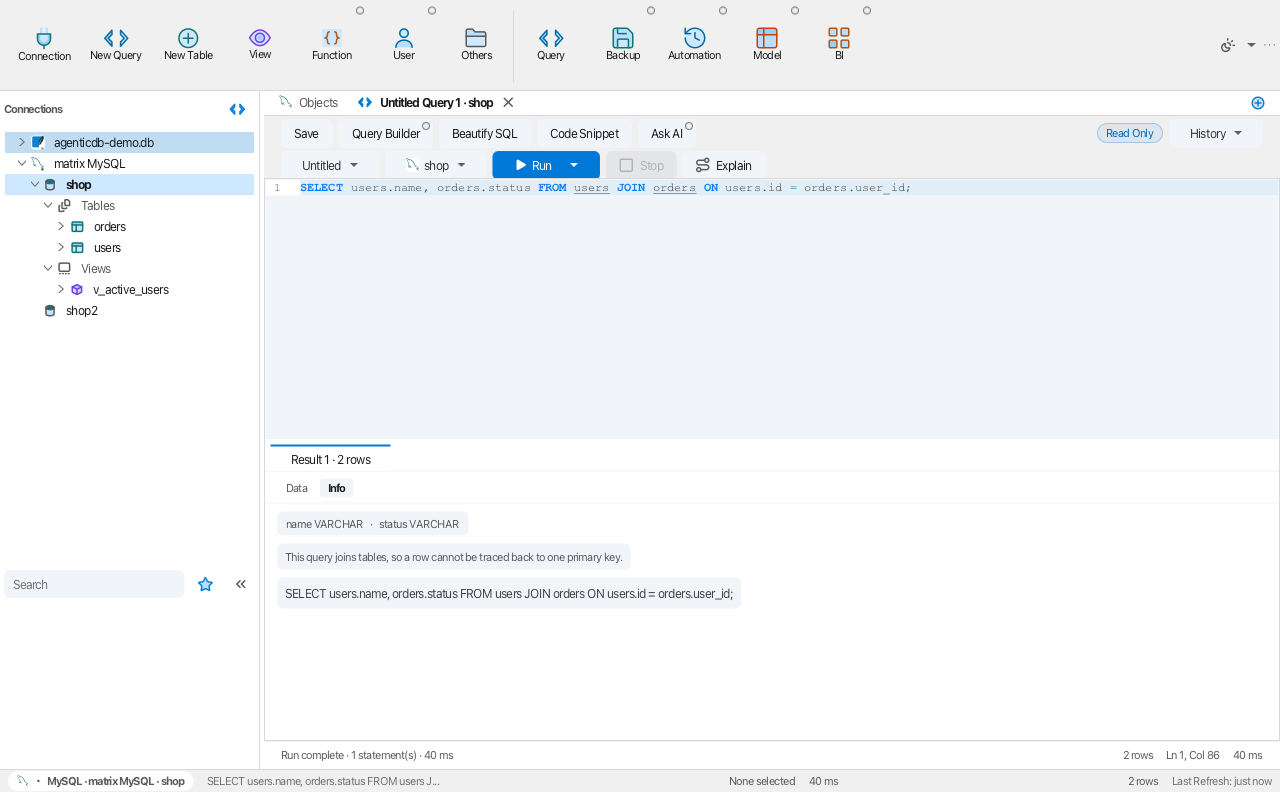 Connection
New Query
New Table
View
Function
User
Others
Query
Backup
Automation
Model
BI
Connections
Objects
Untitled Query 1 · shop
agenticdb-demo.db
matrix MySQL
shop
Tables
orders
users
Views
v_active_users
shop2
Search
Save
Query Builder
Beautify SQL
Code Snippet
Ask AI
Read Only
History
Untitled
shop
Run
Stop
Explain
1 SELECT users.name, orders.status FROM users JOIN orders ON users.id = orders.user_id;
Result 1 · 2 rows
Data
Info
name VARCHAR · status VARCHAR
This query joins tables, so a row cannot be traced back to one primary key.
SELECT users.name, orders.status FROM users JOIN orders ON users.id = orders.user_id;
Run complete · 1 statement(s) · 40 ms
2 rows
Ln 1, Col 86
40 ms
MySQL · matrix MySQL · shop
SELECT users.name, orders.status FROM users J...
None selected
40 ms
2 rows
Last Refresh: just now